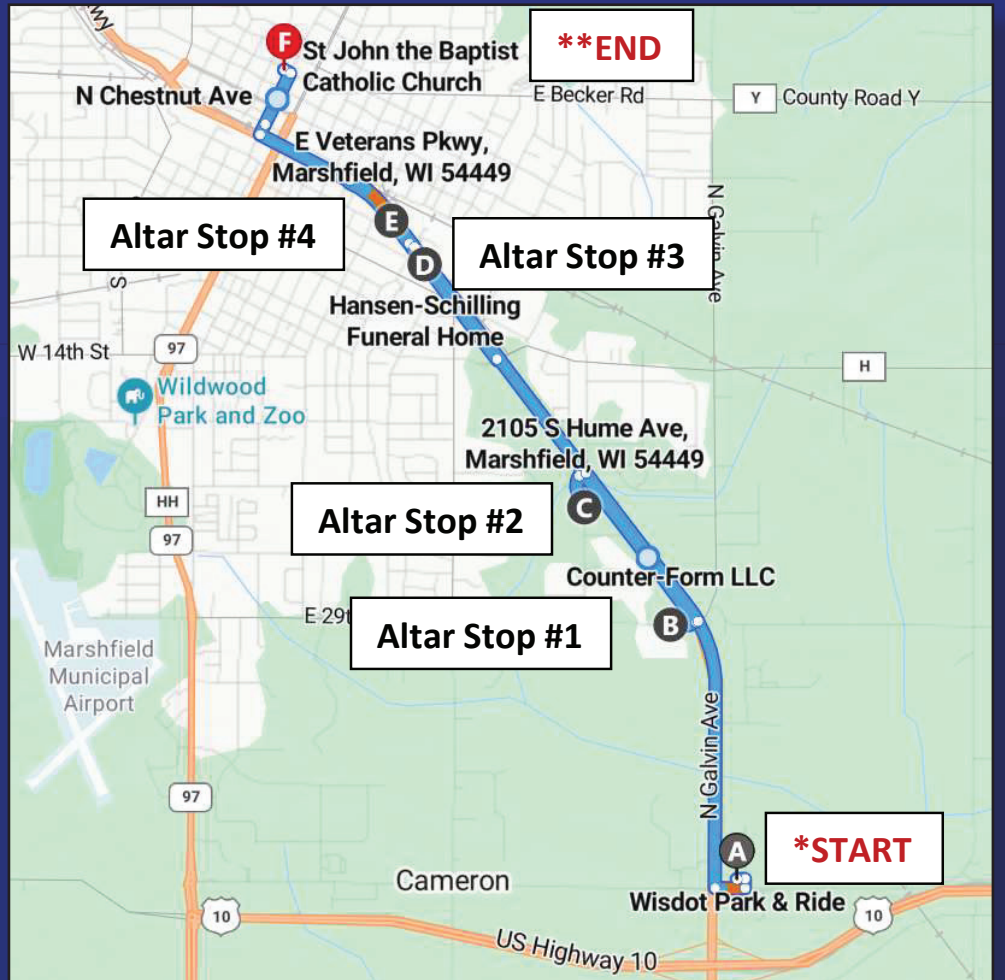 wy
F
St John the Baptist
Catholic Church
**END
N Chestnut Ave
E Becker Rd
Y
County Road Y
E Veterans Pkwy,
Marshfield, WI 54449
N Galvin Ave
Altar Stop #4
E
Altar Stop #3
D
S
Hansen-Schilling
Funeral Home
W 14th St
97
H
Wildwood
Park and Zoo
2105 S Hume Ave,
Marshfield, WI 54449
HH
Altar Stop #2
C
97
Counter-Form LLC
E 29t
Altar Stop #1
B
Marshfield
Municipal
Airport
N Galvin Ave
97
A
*START
Cameron
Wisdot Park & Ride
10
10
US Highway 10